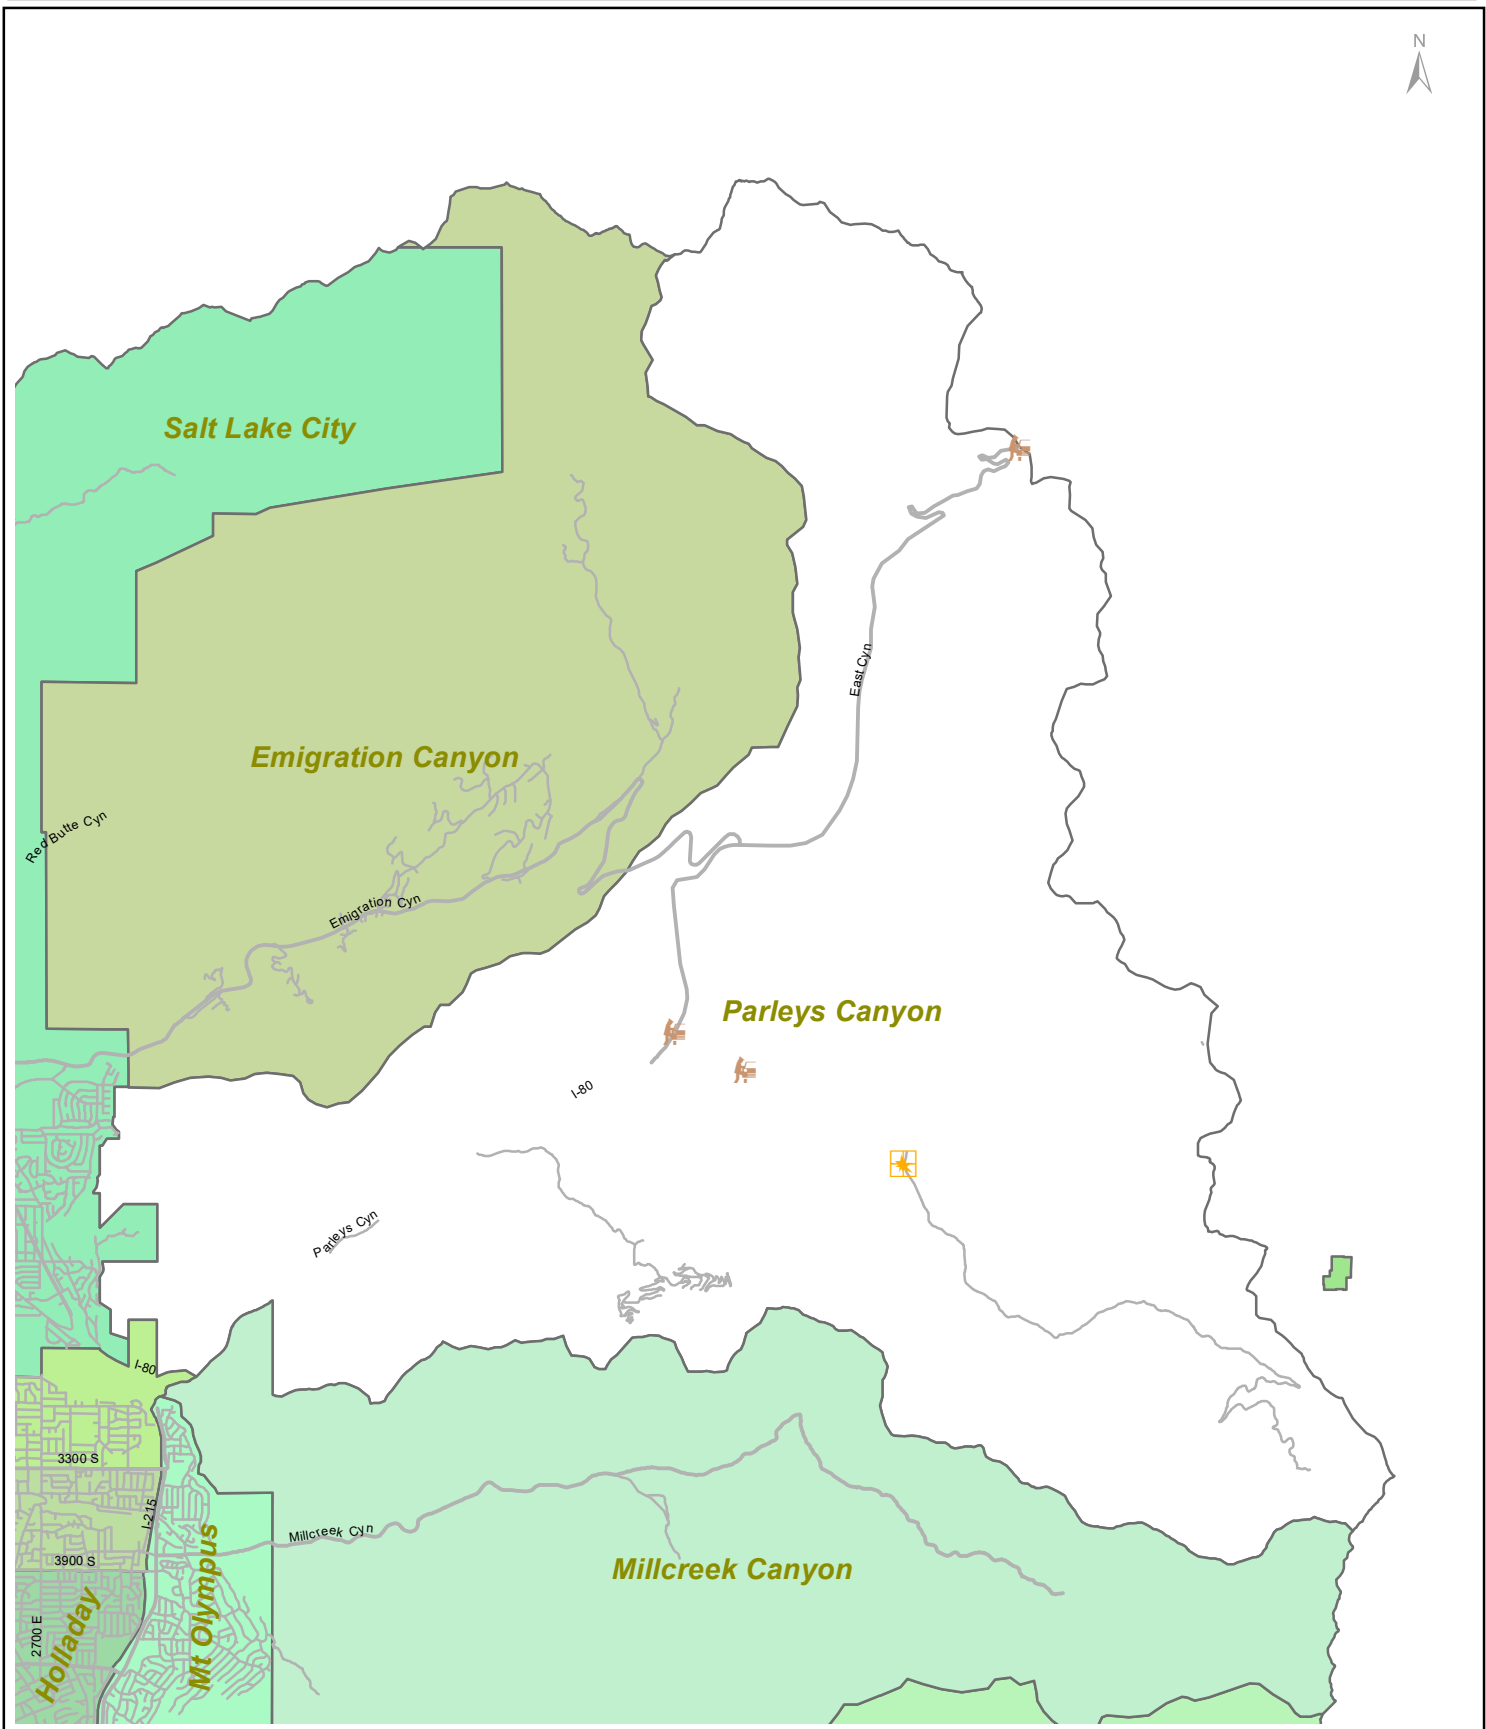 N
Salt Lake City
East Cyn
Emigration Canyon
Red Butte Cyn
Emigration Cyn
Parleys Canyon
I-80
Parleys Cyn
I-80
3300 S
I-215
Millcreek Cyn
3900 S
Millcreek Canyon
2700 E
Holladay
Mt Olympus